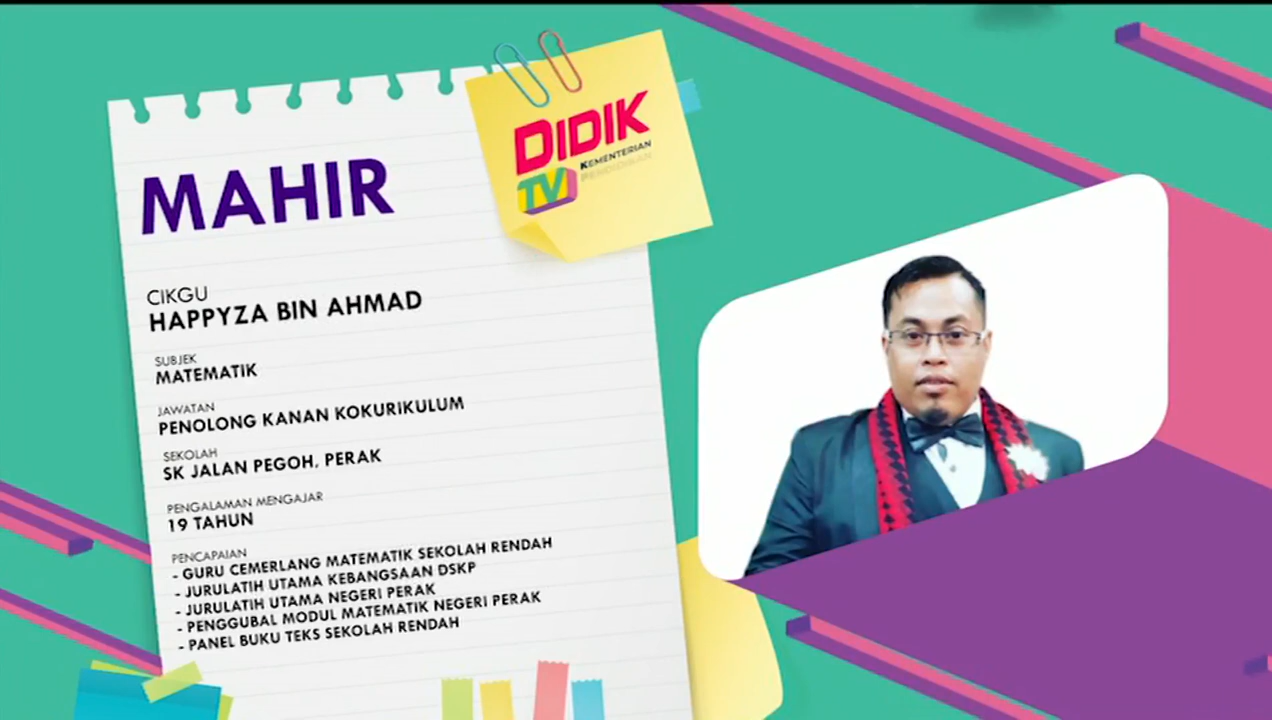 MAHIR
DIDIK
TV
KEMENTERIAN
PENDIDIKAN
CIKGU
HAPPYZA BIN AHMAD
SUBJEK
MATEMATIK
JAWATAN
PENOLONG KANAN KOKURIKULUM
SEKOLAH
SK JALAN PEGOH, PERAK
PENGALAMAN MENGAJAR
19 TAHUN
PENCAPAIAN
- GURU CEMERLANG MATEMATIK SEKOLAH RENDAH
- JURULATIH UTAMA KEBANGSAAN DSKP
- JURULATIH UTAMA NEGERI PERAK
- PENGGUBAL MODUL MATEMATIK NEGERI PERAK
- PANEL BUKU TEKS SEKOLAH RENDAH